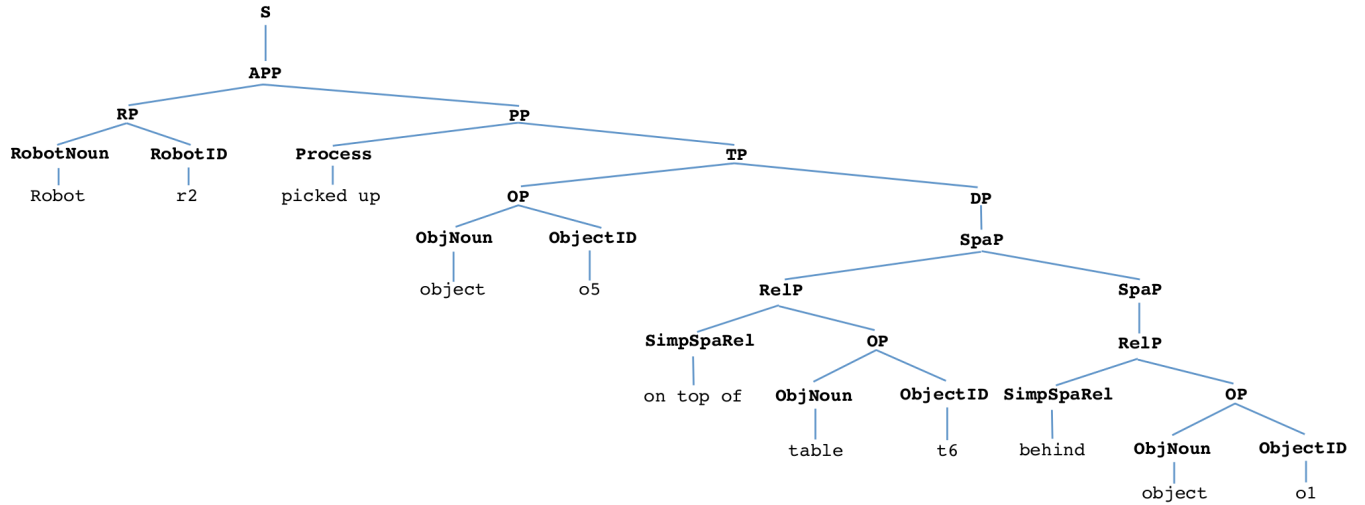 S
APP
RP PP
RobotNoun RobotID Process TP
Robot r2 picked up OP DP
ObjNoun ObjectID SpaP
object o5 RelP SpaP
SimpSpaRel OP RelP
on top of ObjNoun ObjectID SimpSpaRel OP
table t6 behind ObjNoun ObjectID
object o1